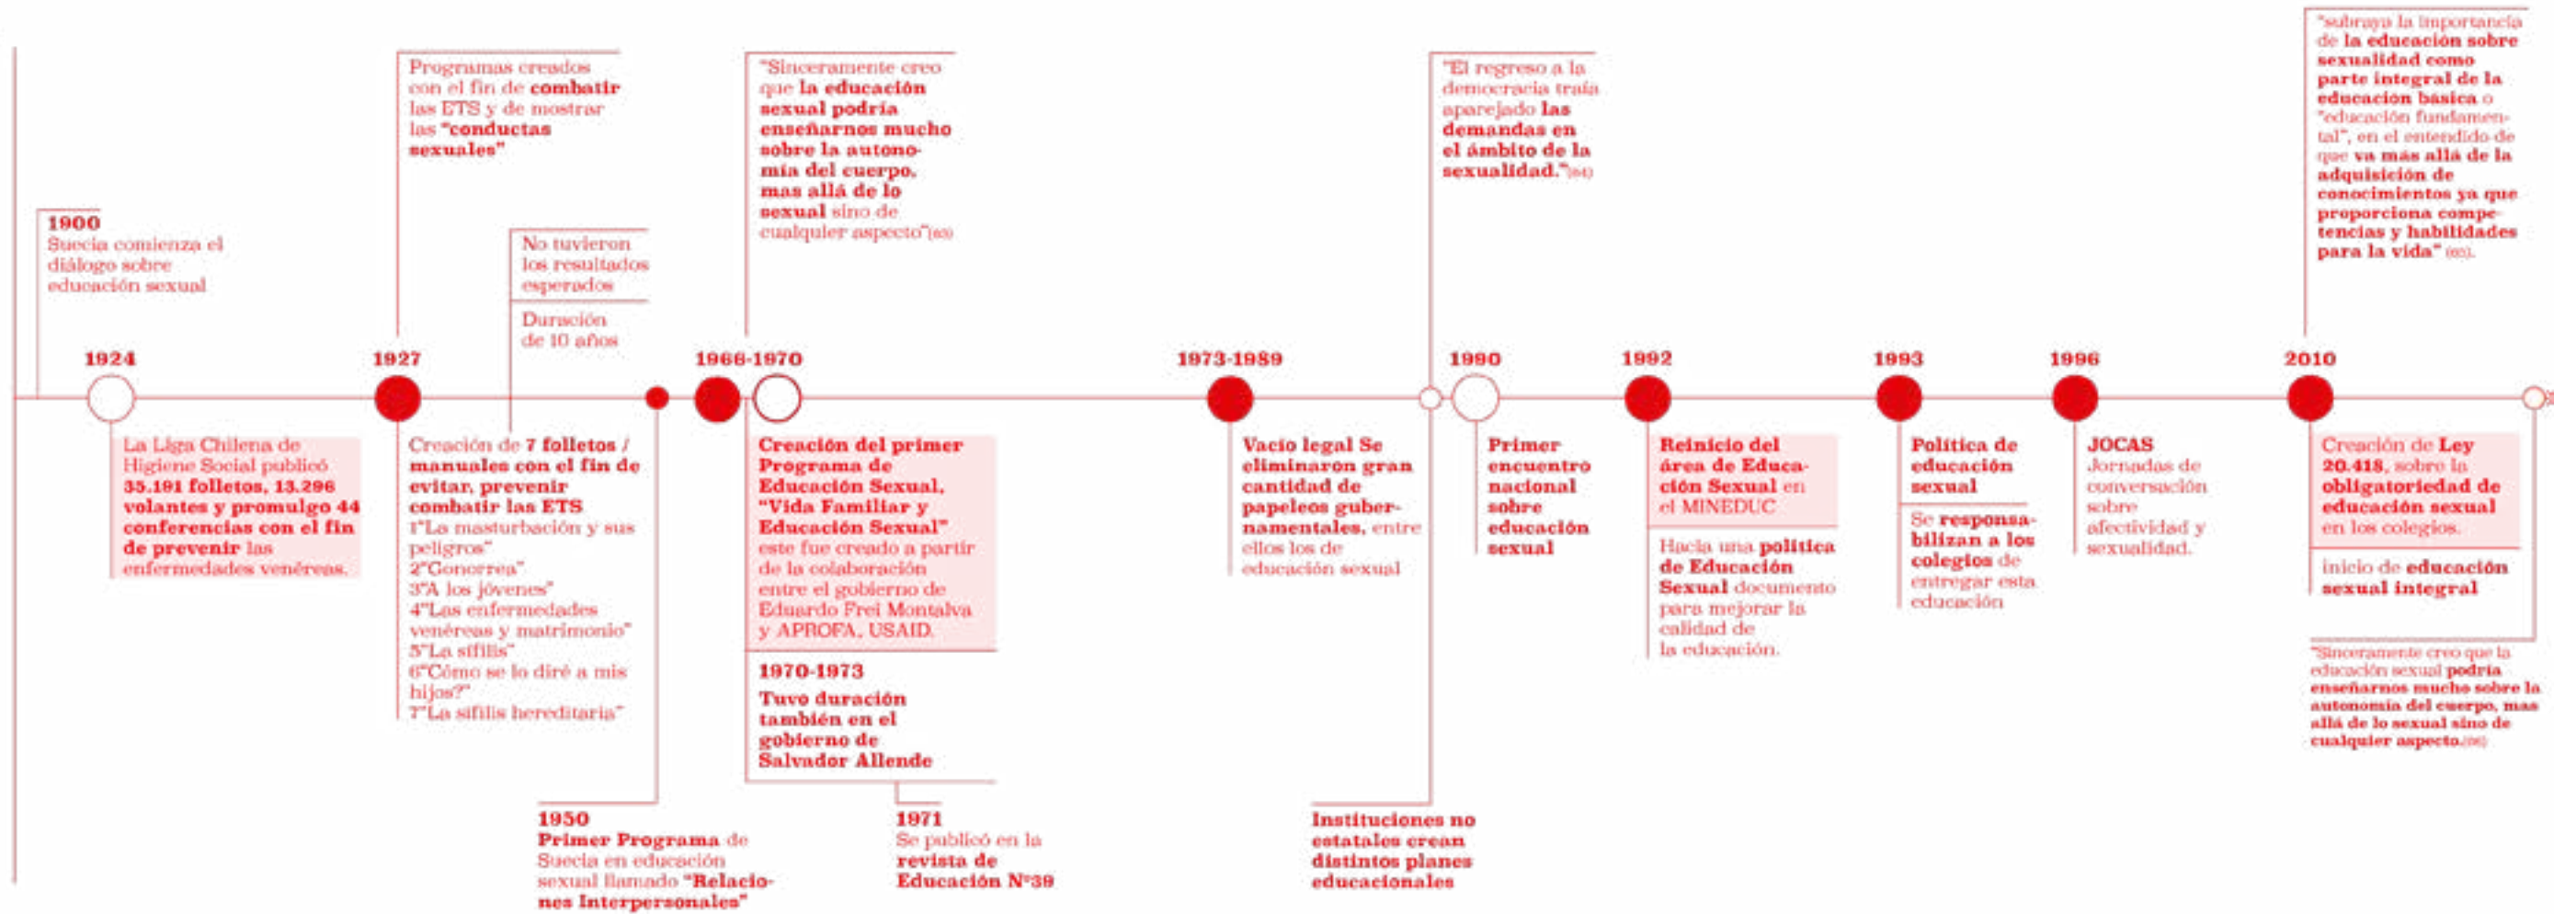 1900
Suecia comienza el
diálogo sobre
educación sexual
1924
La Liga Chilena de
Higiene Social publicó
35.191 folletos, 13.296
volantes y promulgo 44
conferencias con el fin
de prevenir las
enfermedades venéreas.
Programas creados
con el fin de combatir
las ETS y de mostrar
las "conductas
sexuales"
1927
Creación de 7 folletos /
manuales con el fin de
evitar, prevenir
combatir las ETS
1"La masturbación y sus
peligros"
2"Gonorrea"
3"A los jóvenes"
4"Las enfermedades
venéreas y matrimonio"
5"La sífilis"
6"Cómo se lo diré a mis
hijos?"
7"La sífilis hereditaria"
No tuvieron
los resultados
esperados
Duración
de 10 años
1950
Primer Programa de
Suecia en educación
sexual llamado "Relacio-
nes Interpersonales"
"Sinceramente creo
que la educación
sexual podría
enseñarnos mucho
sobre la autono-
mía del cuerpo,
mas allá de lo
sexual sino de
cualquier aspecto"(63)
1966-1970
Creación del primer
Programa de
Educación Sexual,
"Vida Familiar y
Educación Sexual"
este fue creado a partir
de la colaboración
entre el gobierno de
Eduardo Frei Montalva
y APROFA, USAID.
1970-1973
Tuvo duración
también en el
gobierno de
Salvador Allende
1971
Se publicó en la
revista de
Educación Nº39
1973-1989
Vacío legal Se
eliminaron gran
cantidad de
papeleos guber-
namentales, entre
ellos los de
educación sexual
"El regreso a la
democracia traía
aparejado las
demandas en
el ámbito de la
sexualidad."(64)
Instituciones no
estatales crean
distintos planes
educacionales
1990
Primer
encuentro
nacional
sobre
educación
sexual
1992
Reinicio del
área de Educa-
ción Sexual en
el MINEDUC
Hacia una política
de Educación
Sexual documento
para mejorar la
calidad de
la educación.
1993
Política de
educación
sexual
Se responsa-
bilizan a los
colegios de
entregar esta
educación
1996
JOCAS
Jornadas de
conversación
sobre
afectividad y
sexualidad.
"subraya la importancia
de la educación sobre
sexualidad como
parte integral de la
educación básica o
"educación fundamen-
tal", en el entendido de
que va más allá de la
adquisición de
conocimientos ya que
proporciona compe-
tencias y habilidades
para la vida" (65).
2010
Creación de Ley
20.418, sobre la
obligatoriedad de
educación sexual
en los colegios.
inicio de educación
sexual integral
"Sinceramente creo que la
educación sexual podría
enseñarnos mucho sobre la
autonomía del cuerpo, mas
allá de lo sexual sino de
cualquier aspecto.(66)